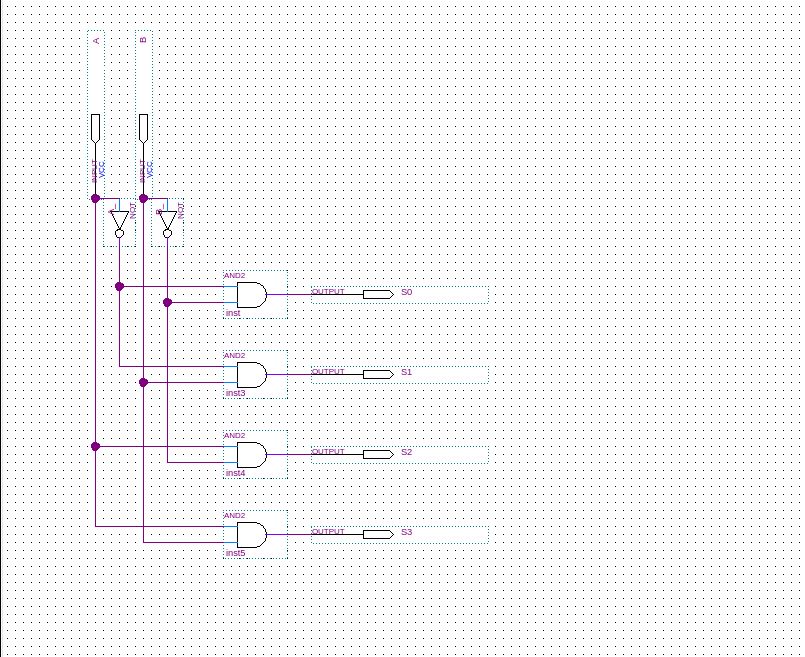 A
B
INPUT
VCC
INPUT
VCC
NOT
NOT
AND2
inst
OUTPUT
S0
AND2
inst3
OUTPUT
S1
AND2
inst4
OUTPUT
S2
AND2
inst5
OUTPUT
S3